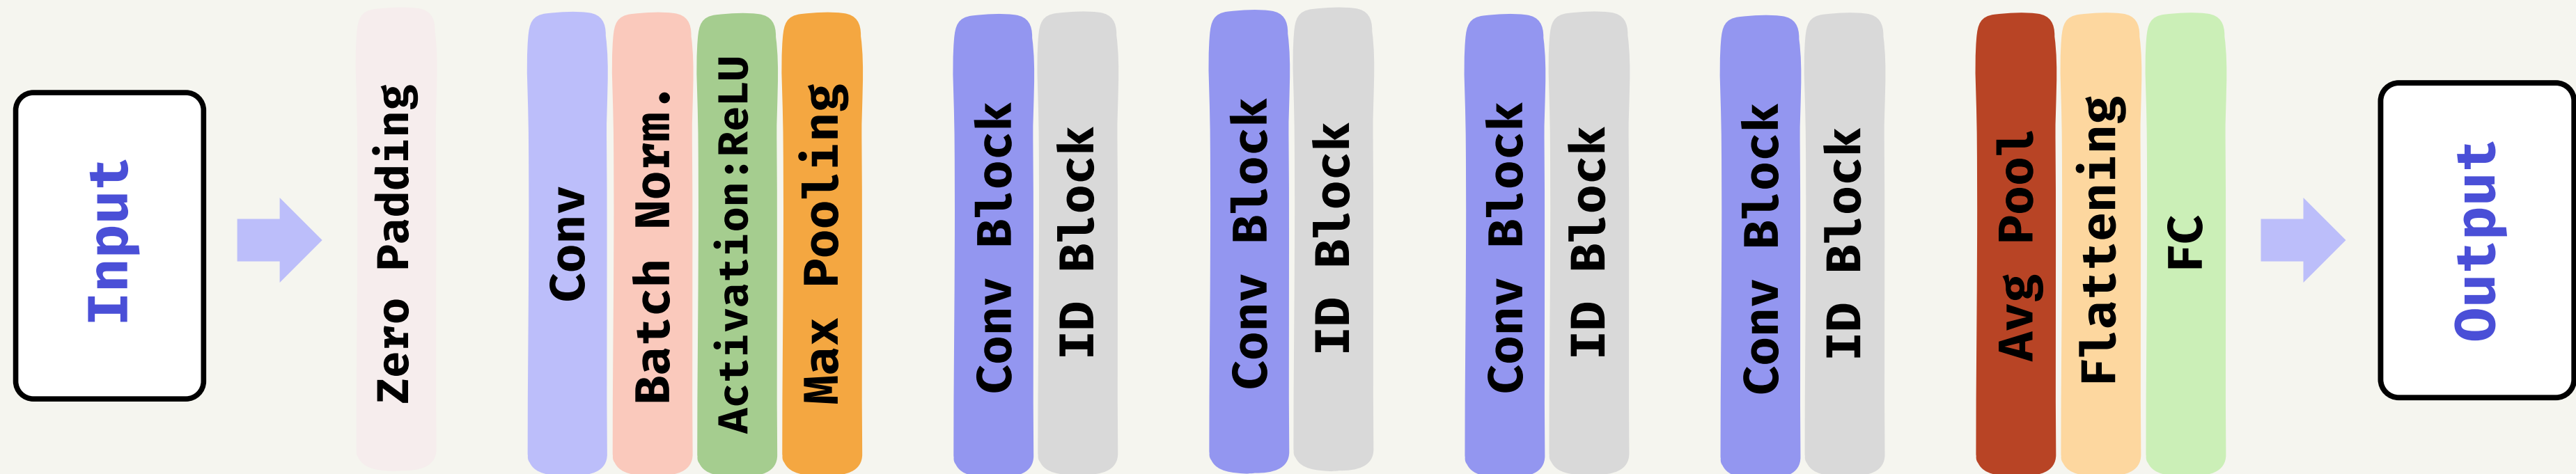 Input
Zero Padding
Conv
Batch Norm.
Activation:ReLU
Max Pooling
Conv Block
ID Block
Conv Block
ID Block
Conv Block
ID Block
Conv Block
ID Block
Avg Pool
Flattening
FC
Output